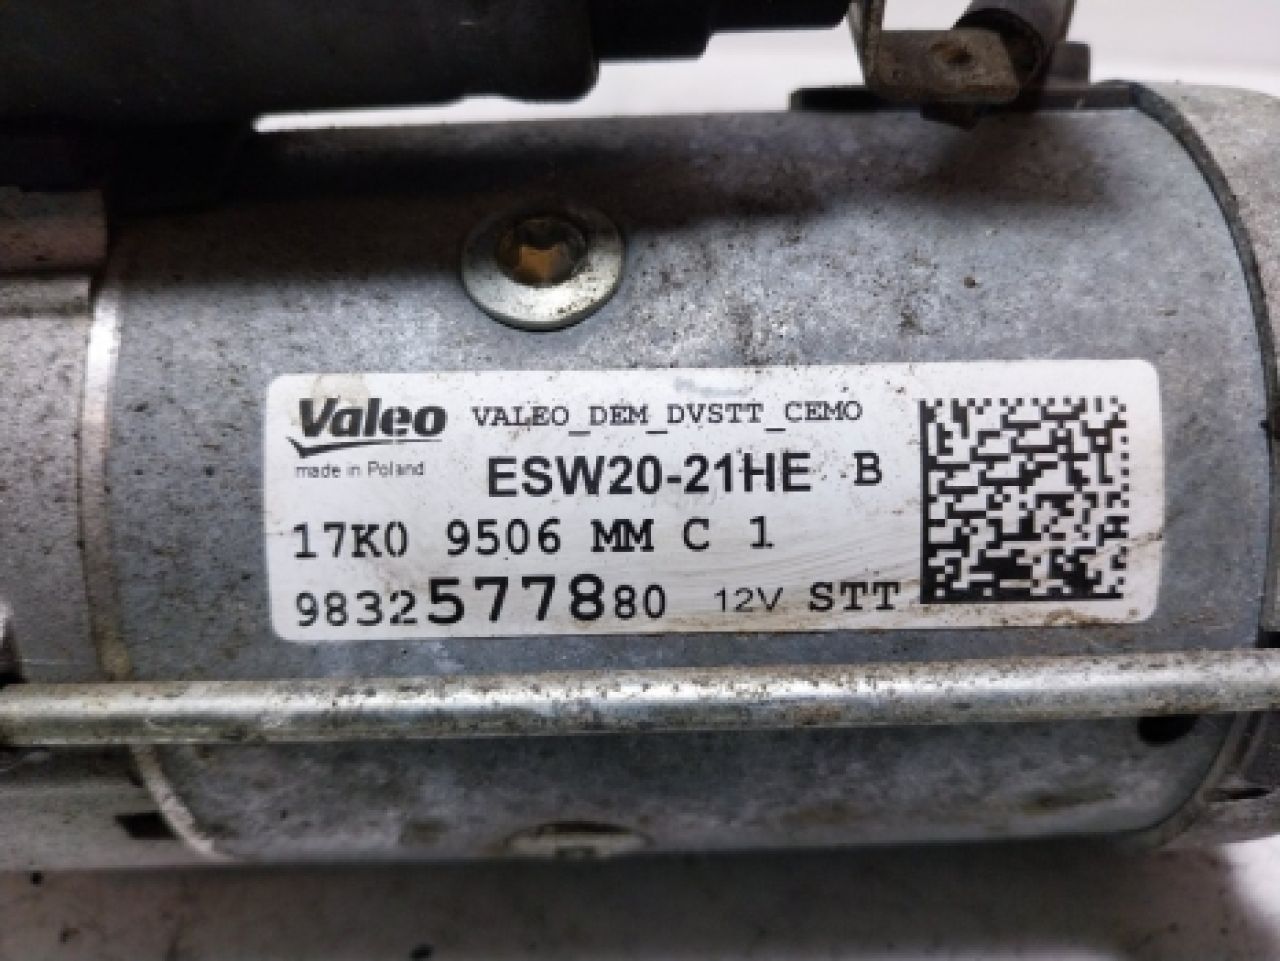 Valeo VALEO_DEM_DVSTT_CEMO
made in Poland
ESW20-21HE B
17K0 9506 MM C 1
9832577880 12V STT